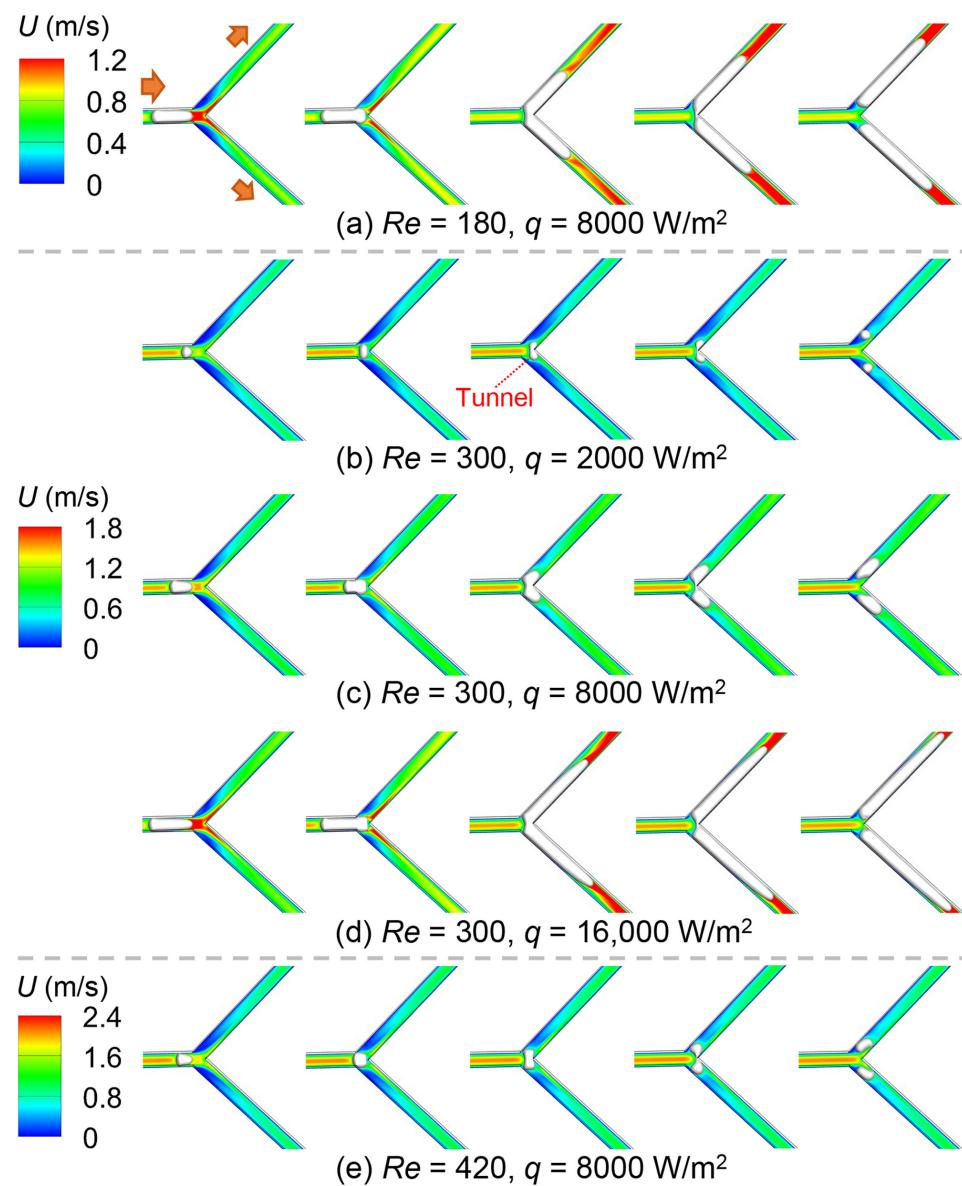 U (m/s)
1.2
0.8
0.4
0
(a) Re = 180, q = 8000 W/m²
Tunnel
(b) Re = 300, q = 2000 W/m²
U (m/s)
1.8
1.2
0.6
0
(c) Re = 300, q = 8000 W/m²
(d) Re = 300, q = 16,000 W/m²
U (m/s)
2.4
1.6
0.8
0
(e) Re = 420, q = 8000 W/m²